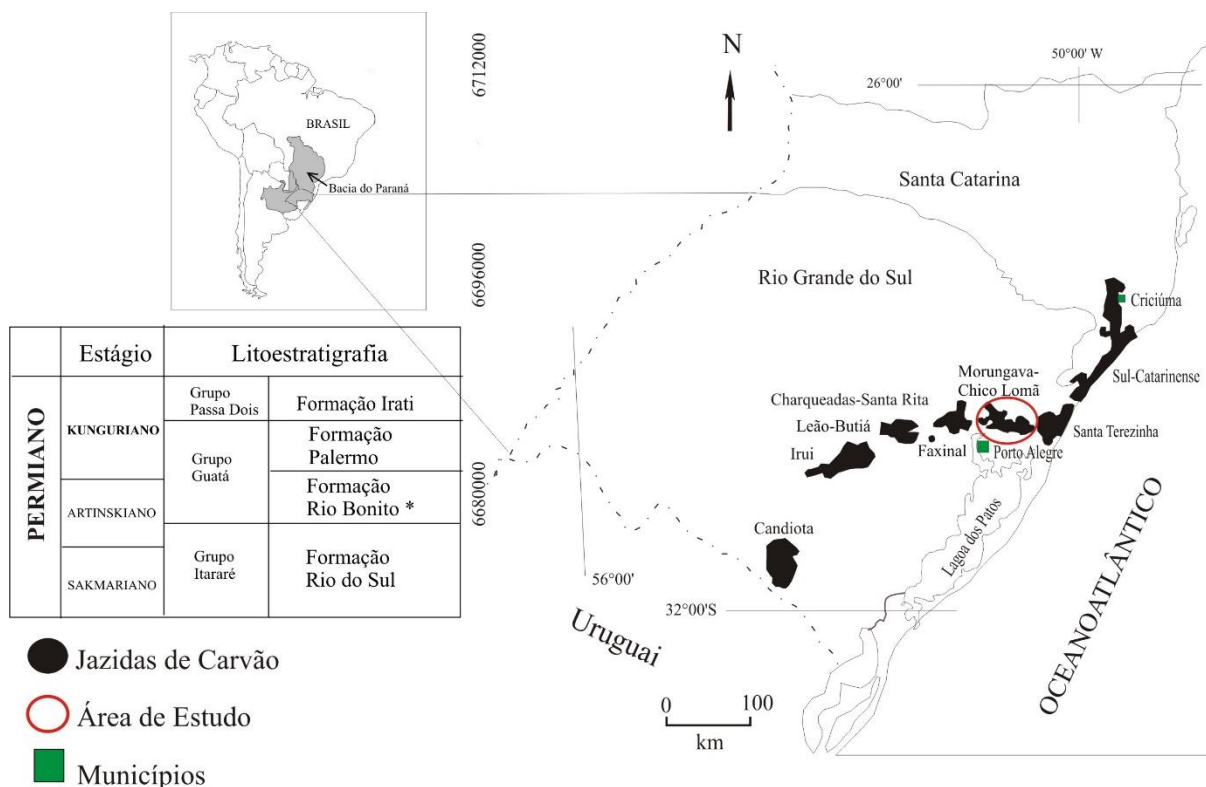 BRASIL
Bacia do Paraná
6712000
6696000
6680000
N
50°00' W
26°00'
Santa Catarina
Rio Grande do Sul
Criciúma
Sul-Catarinense
Morungava-
Chico Lomã
Charqueadas-Santa Rita
Leão-Butiá
Santa Terezinha
Faxinal
Porto Alegre
Irui
Candiota
Lagoa dos Patos
56°00'
32°00'S
Uruguai
OCEANOATLÂNTICO
0 100
km
PERMIANO
Estágio Litoestratigrafia
KUNGURIANO
ARTINSKIANO
SAKMARIANO
Grupo
Passa Dois
Formação Irati
Grupo
Guatá
Formação
Palermo
Formação
Rio Bonito *
Grupo
Itararé
Formação
Rio do Sul
Jazidas de Carvão
Área de Estudo
Municípios